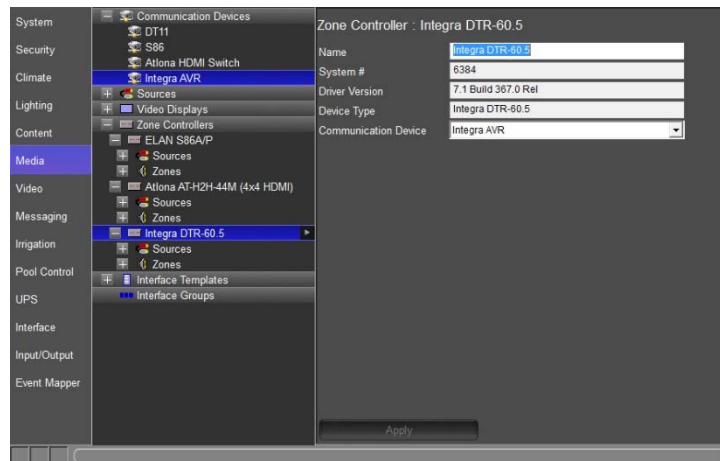 System
Security
Climate
Lighting
Content
Media
Video
Messaging
Irrigation
Pool Control
UPS
Interface
Input/Output
Event Mapper
Communication Devices
DT11
S86
Atlona HDMI Switch
Integra AVR
Sources
Video Displays
Zone Controllers
ELAN S86A/P
Sources
Zones
Atlona AT-H2H-44M (4x4 HDMI)
Sources
Zones
Integra DTR-60.5
Sources
Zones
Interface Templates
Interface Groups
Zone Controller : Integra DTR-60.5
Name Integra DTR-60.5
System # 6384
Driver Version 7.1 Build 367.0 Rel
Device Type Integra DTR-60.5
Communication Device Integra AVR
Apply